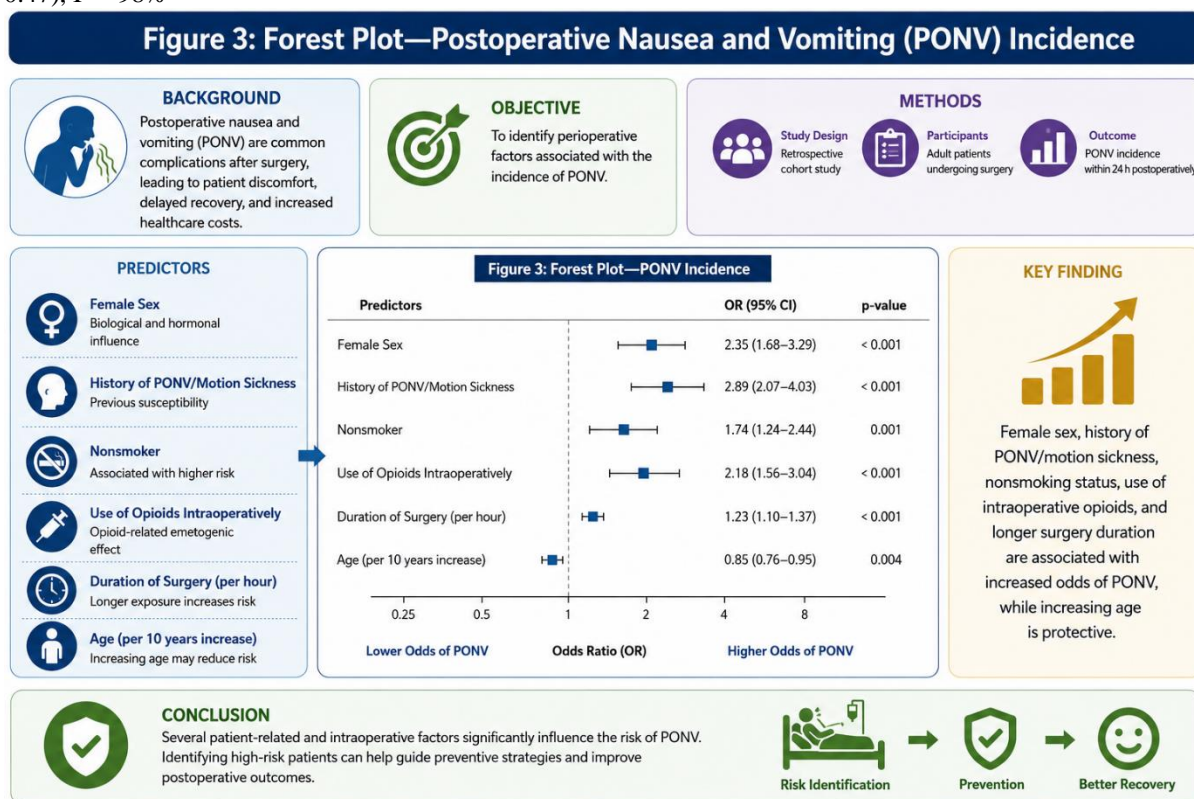 Figure 3: Forest Plot—Postoperative Nausea and Vomiting (PONV) Incidence
BACKGROUND
Postoperative nausea and
vomiting (PONV) are common
complications after surgery,
leading to patient discomfort,
delayed recovery, and increased
healthcare costs.
OBJECTIVE
To identify perioperative
factors associated with the
incidence of PONV.
METHODS
Study Design
Retrospective
cohort study
Participants
Adult patients
undergoing surgery
Outcome
PONV incidence
within 24 h postoperatively
PREDICTORS
Female Sex
Biological and hormonal
influence
History of PONV/Motion Sickness
Previous susceptibility
Nonsmoker
Associated with higher risk
Use of Opioids Intraoperatively
Opioid-related emetogenic
effect
Duration of Surgery (per hour)
Longer exposure increases risk
Age (per 10 years increase)
Increasing age may reduce risk
Figure 3: Forest Plot—PONV Incidence
Predictors OR (95% CI) p-value
Female Sex 2.35 (1.68–3.29) < 0.001
History of PONV/Motion Sickness 2.89 (2.07–4.03) < 0.001
Nonsmoker 1.74 (1.24–2.44) 0.001
Use of Opioids Intraoperatively 2.18 (1.56–3.04) < 0.001
Duration of Surgery (per hour) 1.23 (1.10–1.37) < 0.001
Age (per 10 years increase) 0.85 (0.76–0.95) 0.004
0.25 0.5 1 2 4 8
Lower Odds of PONV Odds Ratio (OR) Higher Odds of PONV
KEY FINDING
Female sex, history of
PONV/motion sickness,
nonsmoking status, use of
intraoperative opioids, and
longer surgery duration
are associated with
increased odds of PONV,
while increasing age
is protective.
CONCLUSION
Several patient-related and intraoperative factors significantly influence the risk of PONV.
Identifying high-risk patients can help guide preventive strategies and improve
postoperative outcomes.
Risk Identification
Prevention
Better Recovery